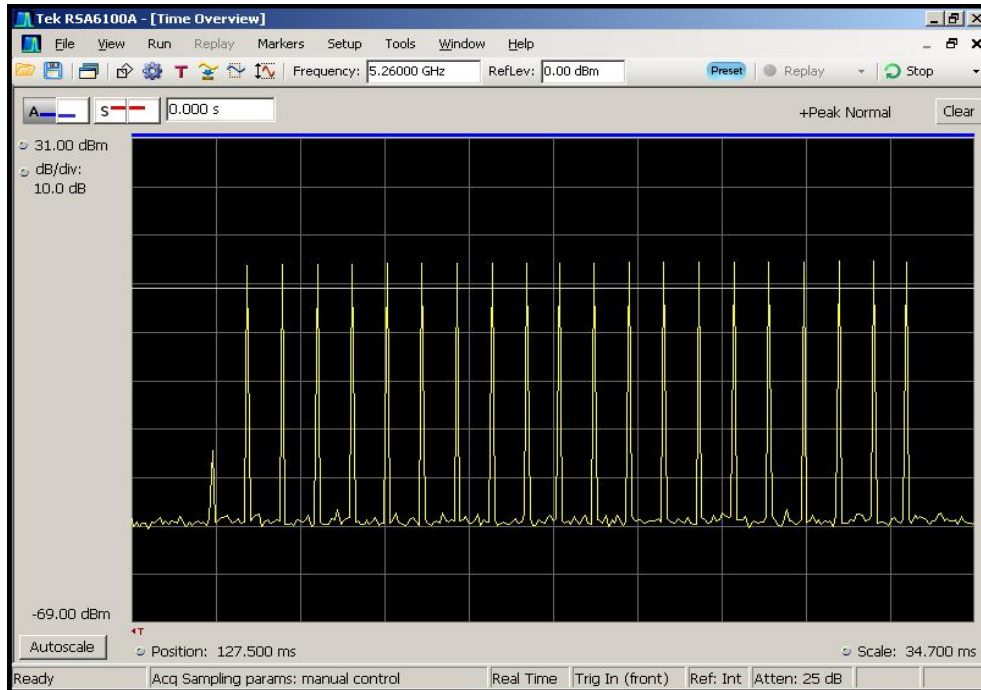 Tek RSA6100A - [Time Overview]
File View Run Replay Markers Setup Tools Window Help
T Frequency: 5.26000 GHz RefLev: 0.00 dBm Preset Replay Stop
A S 0.000 s +Peak Normal Clear
31.00 dBm
dB/div:
10.0 dB
-69.00 dBm
T
Autoscale Position: 127.500 ms Scale: 34.700 ms
Ready Acq Sampling params: manual control Real Time Trig In (front) Ref: Int Atten: 25 dB